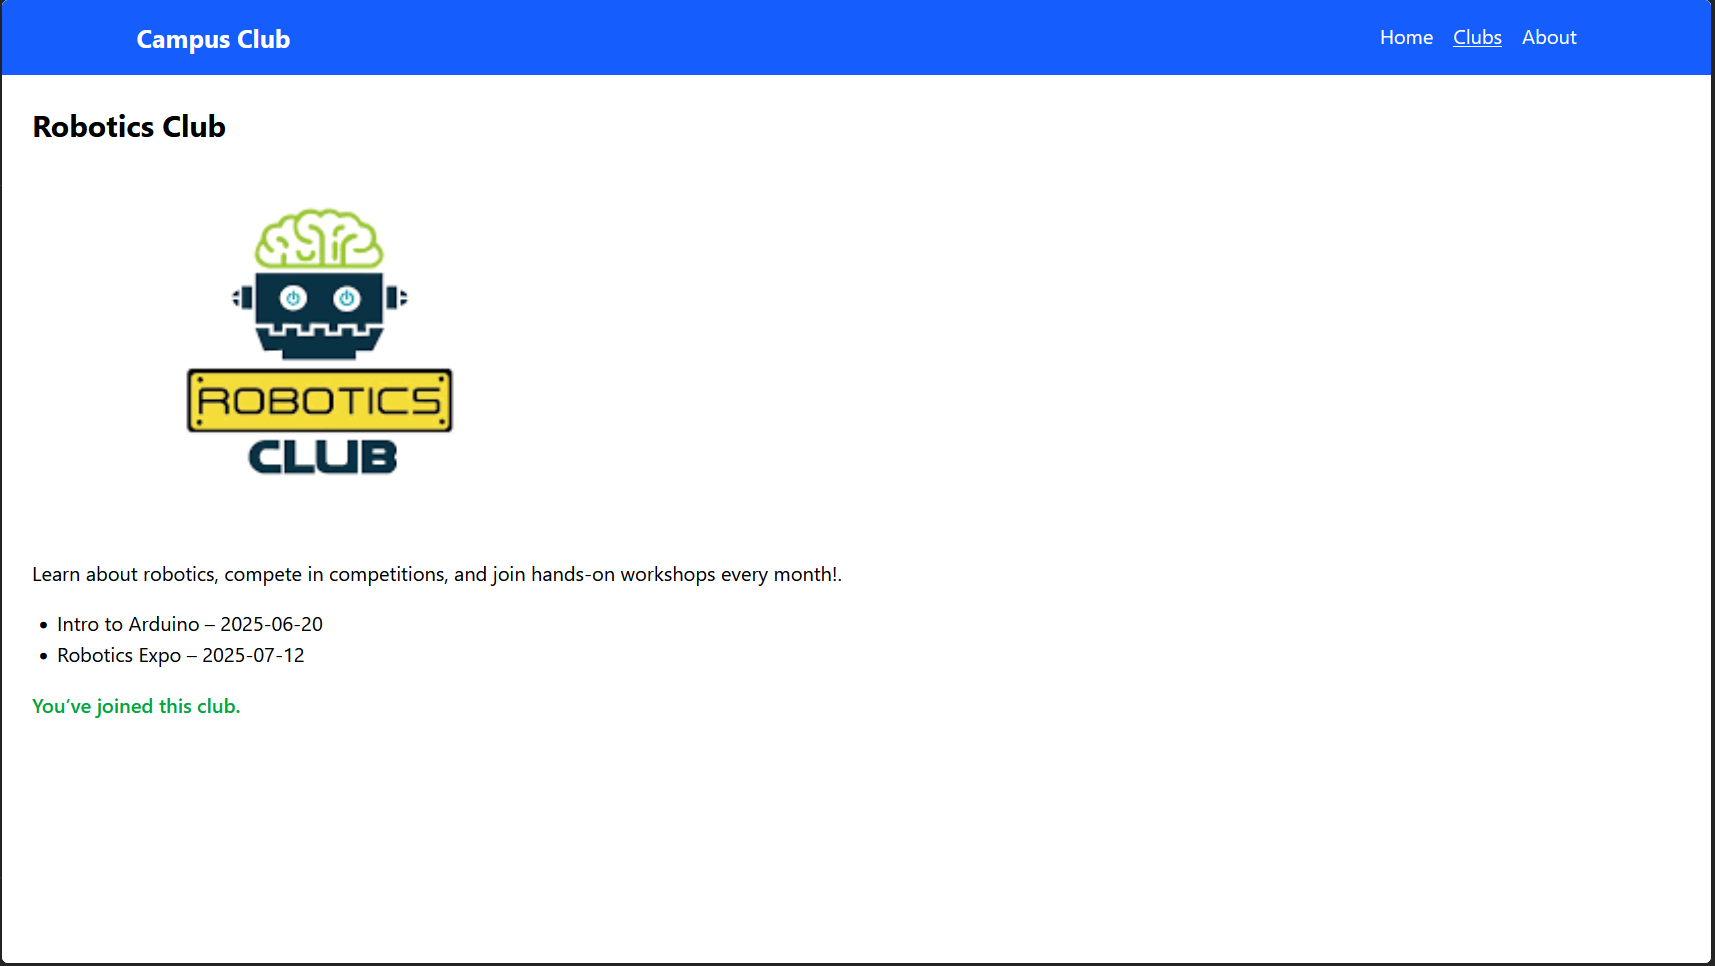 Campus Club
Home Clubs About
Robotics Club
ROBOTICS
CLUB
Learn about robotics, compete in competitions, and join hands-on workshops every month!.
• Intro to Arduino – 2025-06-20
• Robotics Expo – 2025-07-12
You’ve joined this club.